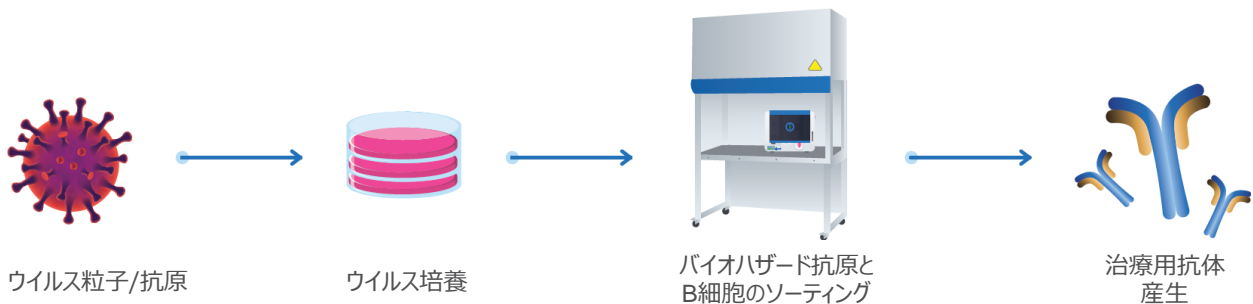 ウイルス粒子/抗原
ウイルス培養
バイオハザード抗原と
B細胞のソーティング
治療用抗体
産生